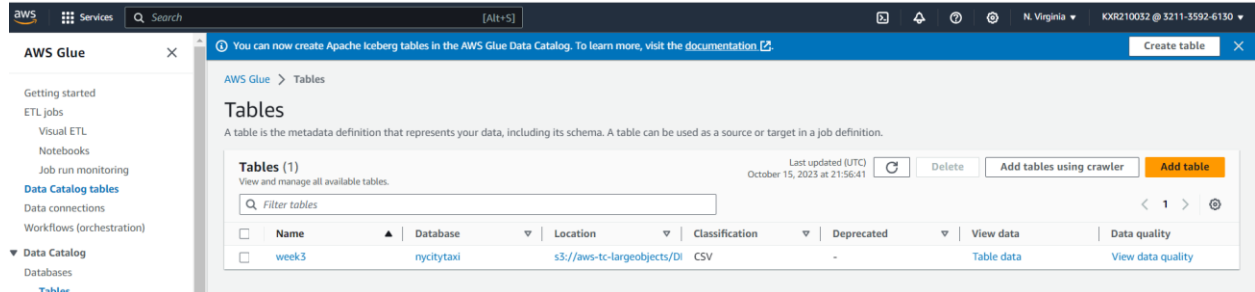 aws Services Search [Alt+S] N. Virginia KXR210032 @ 3211-3592-6130
AWS Glue
Getting started
ETL jobs
Visual ETL
Notebooks
Job run monitoring
Data Catalog tables
Data connections
Workflows (orchestration)
Data Catalog
Databases
Tables
You can now create Apache Iceberg tables in the AWS Glue Data Catalog. To learn more, visit the documentation. Create table
AWS Glue > Tables
Tables
A table is the metadata definition that represents your data, including its schema. A table can be used as a source or target in a job definition.
Tables (1)
View and manage all available tables.
Last updated (UTC)
October 15, 2023 at 21:56:41
Delete Add tables using crawler Add table
Filter tables
< 1 >
Name Database Location Classification Deprecated View data Data quality
week3 nycitytaxi s3://aws-tc-largeobjects/DI CSV - Table data View data quality